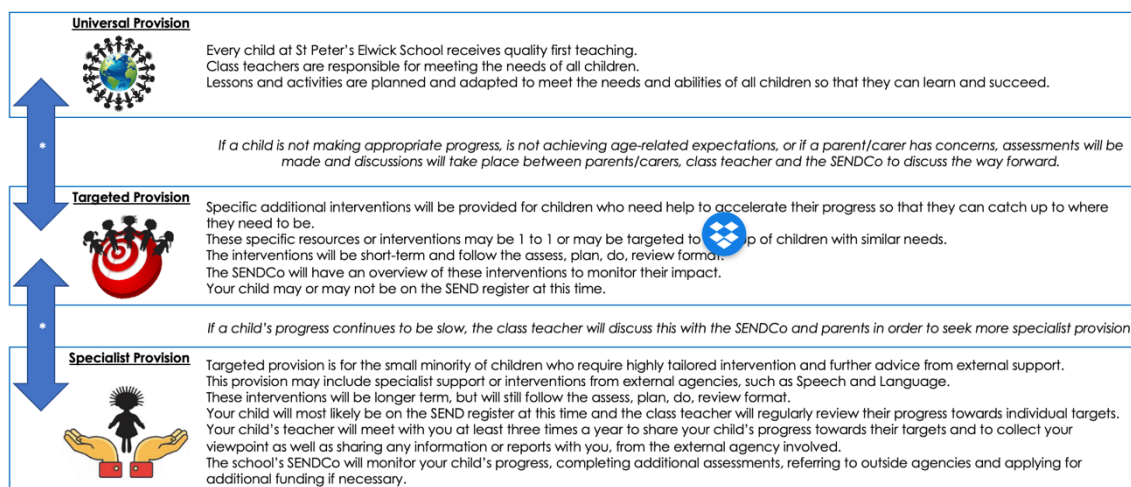 Universal Provision
Every child at St Peter's Elwick School receives quality first teaching.
Class teachers are responsible for meeting the needs of all children.
Lessons and activities are planned and adapted to meet the needs and abilities of all children so that they can learn and succeed.
*
If a child is not making appropriate progress, is not achieving age-related expectations, or if a parent/carer has concerns, assessments will be
made and discussions will take place between parents/carers, class teacher and the SENDCo to discuss the way forward.
Targeted Provision
Specific additional interventions will be provided for children who need help to accelerate their progress so that they can catch up to where
they need to be.
These specific resources or interventions may be 1 to 1 or may be targeted to of children with similar needs.
The interventions will be short-term and follow the assess, plan, do, review format.
The SENDCo will have an overview of these interventions to monitor their impact.
Your child may or may not be on the SEND register at this time.
*
If a child's progress continues to be slow, the class teacher will discuss this with the SENDCo and parents in order to seek more specialist provision
Specialist Provision
Targeted provision is for the small minority of children who require highly tailored intervention and further advice from external support.
This provision may include specialist support or interventions from external agencies, such as Speech and Language.
These interventions will be longer term, but will still follow the assess, plan, do, review format.
Your child will most likely be on the SEND register at this time and the class teacher will regularly review their progress towards individual targets.
Your child's teacher will meet with you at least three times a year to share your child's progress towards their targets and to collect your
viewpoint as well as sharing any information or reports with you, from the external agency involved.
The school's SENDCo will monitor your child's progress, completing additional assessments, referring to outside agencies and applying for
additional funding if necessary.